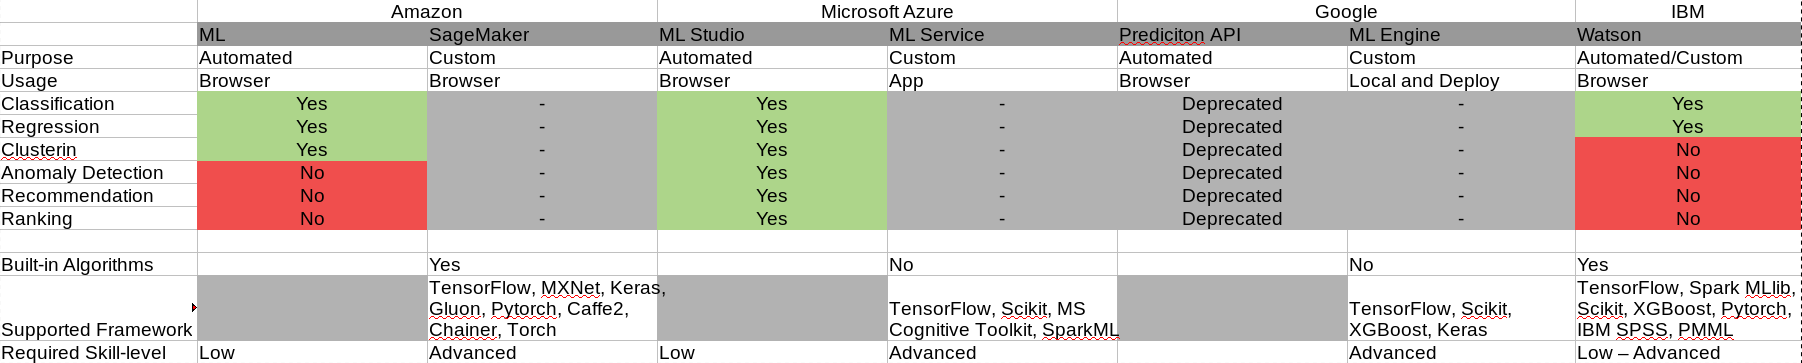 Amazon Microsoft Azure Google IBM
ML SageMaker ML Studio ML Service Prediciton API ML Engine Watson
Purpose Automated Custom Automated Custom Automated Custom Automated/Custom
Usage Browser Browser Browser App Browser Local and Deploy Browser
Classification Yes - Yes - Deprecated - Yes
Regression Yes - Yes - Deprecated - Yes
Clusterin Yes - Yes - Deprecated - No
Anomaly Detection No - Yes - Deprecated - No
Recommendation No - Yes - Deprecated - No
Ranking No - Yes - Deprecated - No
Built-in Algorithms Yes No No Yes
TensorFlow, MXNet, Keras, TensorFlow, Spark MLlib,
Gluon, Pytorch, Caffe2, TensorFlow, Scikit, MS TensorFlow, Scikit, Scikit, XGBoost, Pytorch,
Supported Framework Chainer, Torch Cognitive Toolkit, SparkML XGBoost, Keras IBM SPSS, PMML
Required Skill-level Low Advanced Low Advanced Advanced Low – Advanced